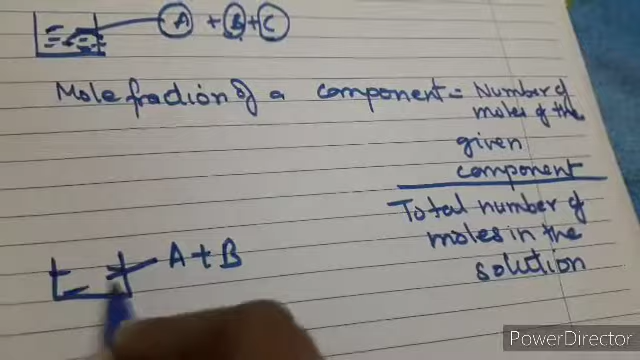 A + B + C
Mole fraction of a component = Number of
moles of the
given
component
Total number of
moles in the
solution
A + B
PowerDirector